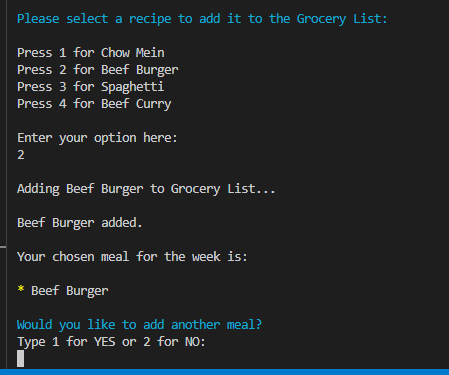 Please select a recipe to add it to the Grocery List:
Press 1 for Chow Mein
Press 2 for Beef Burger
Press 3 for Spaghetti
Press 4 for Beef Curry
Enter your option here:
2
Adding Beef Burger to Grocery List...
Beef Burger added.
Your chosen meal for the week is:
* Beef Burger
Would you like to add another meal?
Type 1 for YES or 2 for NO: